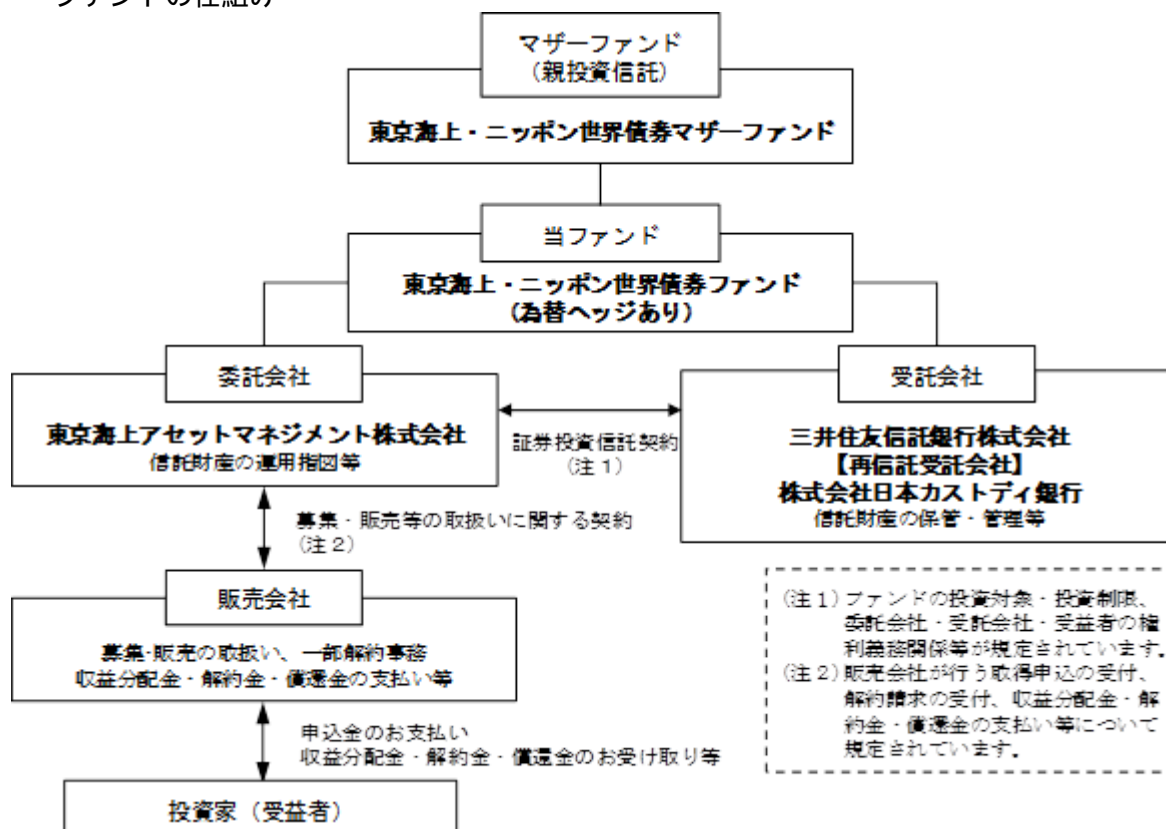 ファンドの仕組み
マザーファンド
(親投資信託)
東京海上・ニッポン世界債券マザーファンド
当ファンド
東京海上・ニッポン世界債券ファンド
(為替ヘッジあり)
委託会社
東京海上アセットマネジメント株式会社
信託財産の運用指図等
証券投資信託契約
(注1)
受託会社
三井住友信託銀行株式会社
【再信託受託会社】
株式会社日本カストディ銀行
信託財産の保管・管理等
募集・販売等の取扱いに関する契約
(注2)
販売会社
募集・販売の取扱い、一部解約事務
収益分配金・解約金・償還金の支払い等
(注1)ファンドの投資対象・投資制限、
委託会社・受託会社・受益者の権
利義務関係等が規定されています。
(注2)販売会社が行う取得申込の受付、
解約請求の受付、収益分配金・解
約金・償還金の支払い等について
規定されています。
申込金のお支払い
収益分配金・解約金・償還金のお受け取り等
投資家(受益者)